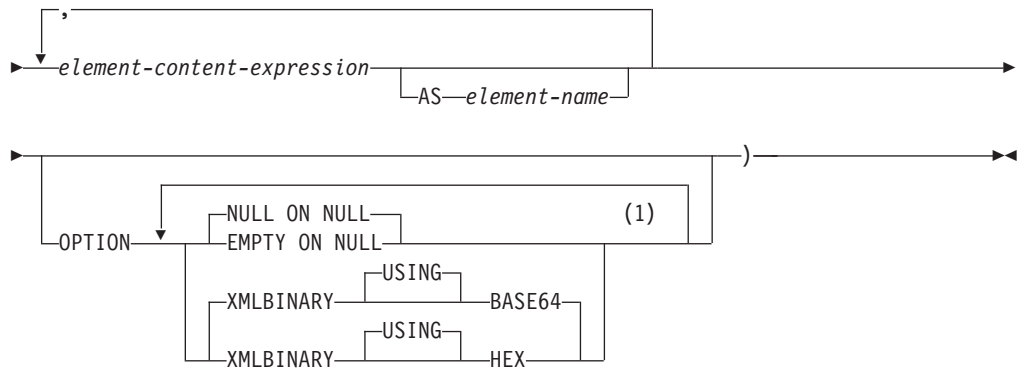 ,
element-content-expression
AS element-name
)
NULL ON NULL (1)
OPTION EMPTY ON NULL
USING
XMLBINARY BASE64
USING
XMLBINARY HEX